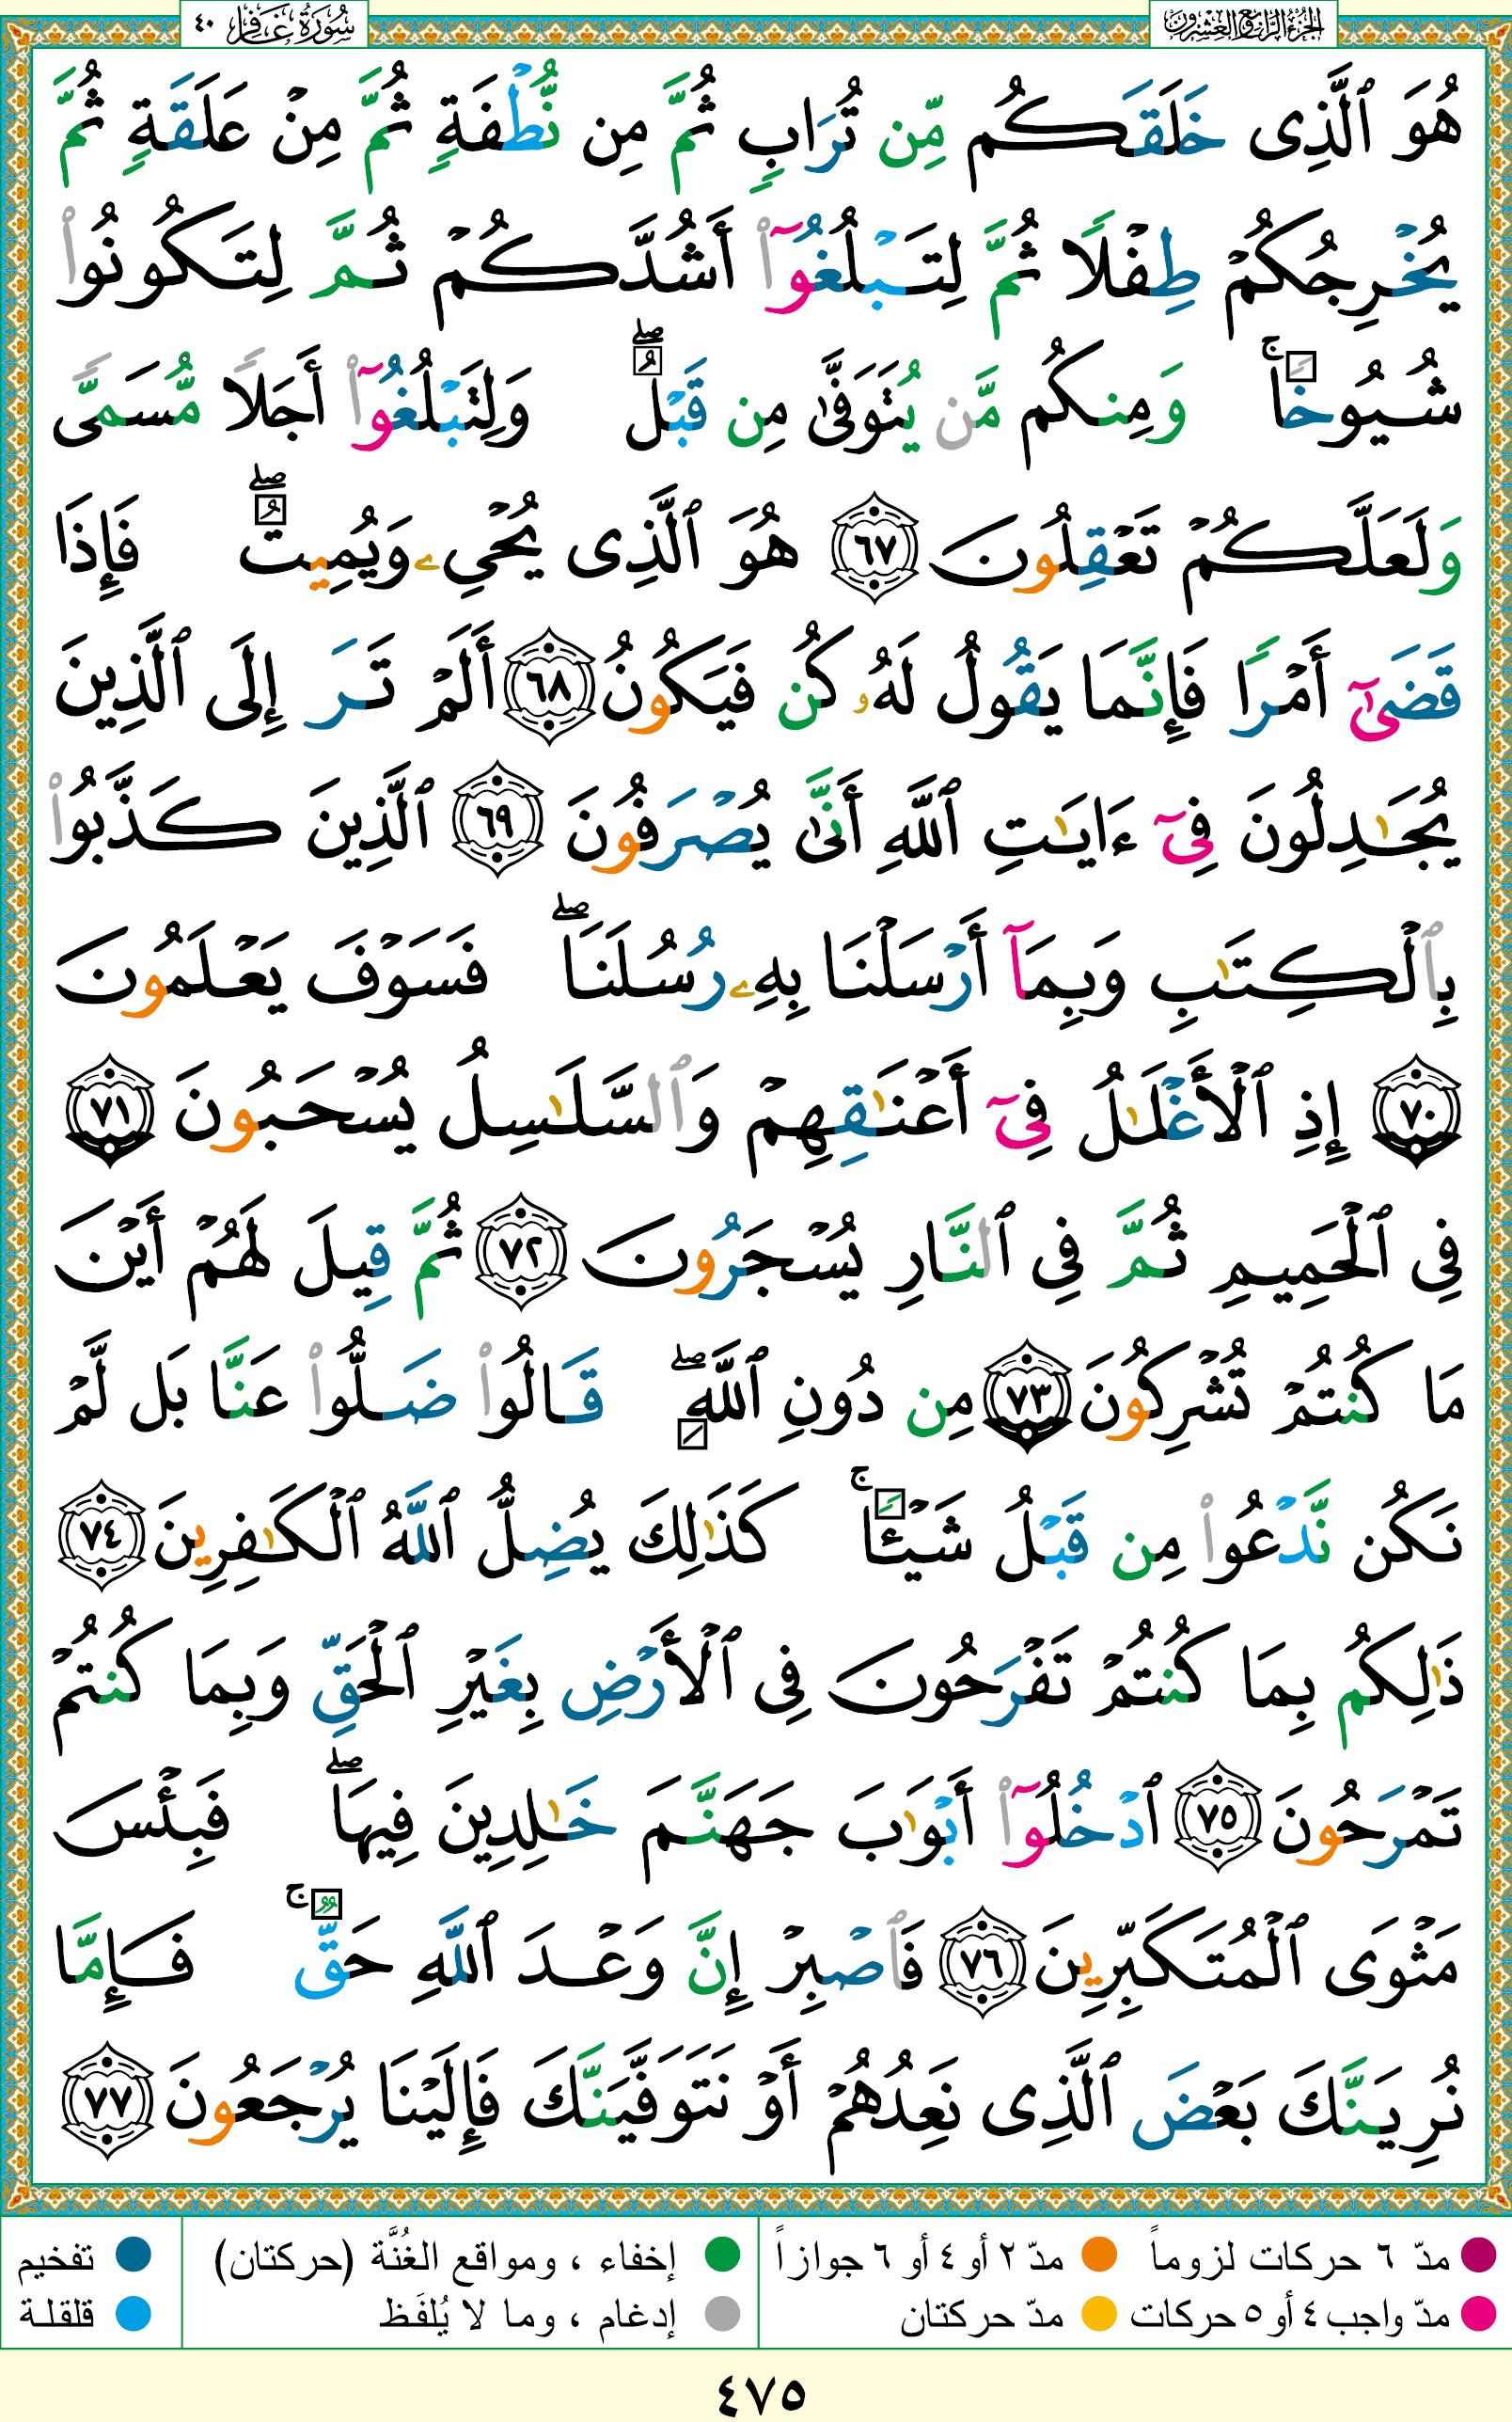 الجزء الرابع والعشرون
سورة غافر ٤٠
هُوَ ٱلَّذِى خَلَقَكُم مِّن تُرَابٍ ثُمَّ مِن نُّطْفَةٍ ثُمَّ مِنْ عَلَقَةٍ ثُمَّ
يُخْرِجُكُمْ طِفْلًا ثُمَّ لِتَبْلُغُوٓا۟ أَشُدَّكُمْ ثُمَّ لِتَكُونُوا۟
شُيُوخًا ۚ وَمِنكُم مَّن يُتَوَفَّىٰ مِن قَبْلُ ۖ وَلِتَبْلُغُوٓا۟ أَجَلًا مُّسَمًّى
وَلَعَلَّكُمْ تَعْقِلُونَ ٦٧ هُوَ ٱلَّذِى يُحْىِۦ وَيُمِيتُ ۖ فَإِذَا
قَضَىٰٓ أَمْرًا فَإِنَّمَا يَقُولُ لَهُۥ كُن فَيَكُونُ ٦٨ أَلَمْ تَرَ إِلَى ٱلَّذِينَ
يُجَـٰدِلُونَ فِىٓ ءَايَـٰتِ ٱللَّهِ أَنَّىٰ يُصْرَفُونَ ٦٩ ٱلَّذِينَ كَذَّبُوا۟
بِٱلْكِتَـٰبِ وَبِمَآ أَرْسَلْنَا بِهِۦ رُسُلَنَا ۖ فَسَوْفَ يَعْلَمُونَ
٧٠ إِذِ ٱلْأَغْلَـٰلُ فِىٓ أَعْنَـٰقِهِمْ وَٱلسَّلَـٰسِلُ يُسْحَبُونَ ٧١
فِى ٱلْحَمِيمِ ثُمَّ فِى ٱلنَّارِ يُسْجَرُونَ ٧٢ ثُمَّ قِيلَ لَهُمْ أَيْنَ
مَا كُنتُمْ تُشْرِكُونَ ٧٣ مِن دُونِ ٱللَّهِ ۖ قَالُوا۟ ضَلُّوا۟ عَنَّا بَل لَّمْ
نَكُن نَّدْعُوا۟ مِن قَبْلُ شَيْـًٔا ۚ كَذَٰلِكَ يُضِلُّ ٱللَّهُ ٱلْكَـٰفِرِينَ ٧٤
ذَٰلِكُم بِمَا كُنتُمْ تَفْرَحُونَ فِى ٱلْأَرْضِ بِغَيْرِ ٱلْحَقِّ وَبِمَا كُنتُمْ
تَمْرَحُونَ ٧٥ ٱدْخُلُوٓا۟ أَبْوَٰبَ جَهَنَّمَ خَـٰلِدِينَ فِيهَا ۖ فَبِئْسَ
مَثْوَى ٱلْمُتَكَبِّرِينَ ٧٦ فَٱصْبِرْ إِنَّ وَعْدَ ٱللَّهِ حَقٌّ ۚ فَإِمَّا
نُرِيَنَّكَ بَعْضَ ٱلَّذِى نَعِدُهُمْ أَوْ نَتَوَفَّيَنَّكَ فَإِلَيْنَا يُرْجَعُونَ ٧٧
مدّ ٦ حركات لزوماً مدّ ٢ أو ٤ أو ٦ جوازاً إخفاء ، ومواقع الغُنَّة (حركتان) تفخيم
مدّ واجب ٤ أو ٥ حركات مدّ حركتان إدغام ، وما لا يُلفَظ قلقلة
٤٧٥